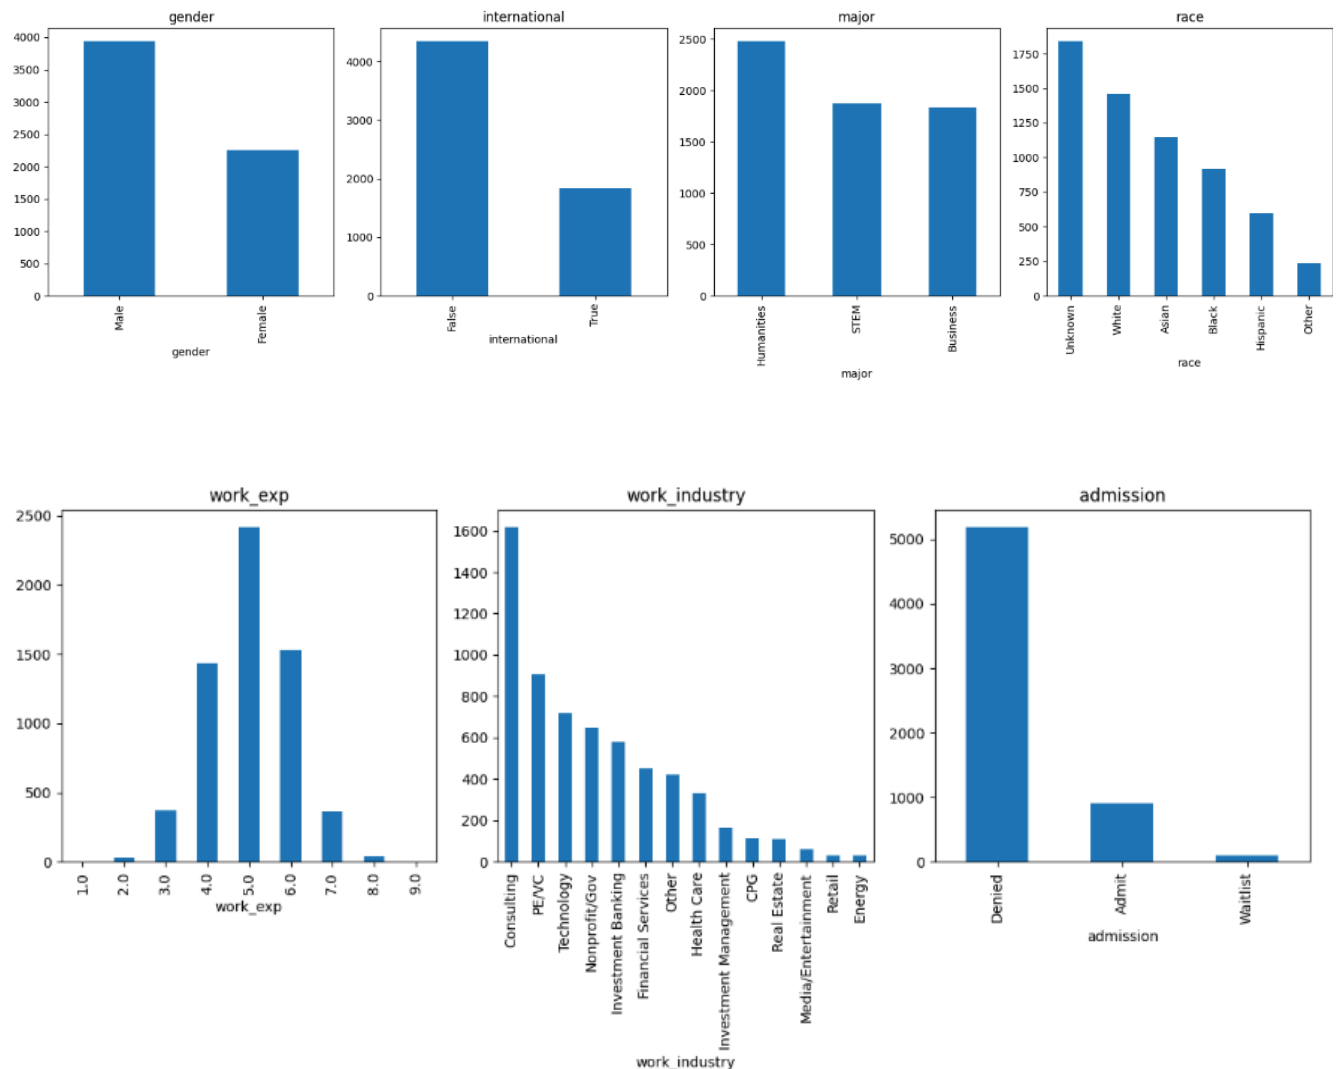 gender
international
major
race
4000
3500
3000
2500
2000
1500
1000
500
0
Male
Female
gender
4000
3000
2000
1000
0
False
True
international
2500
2000
1500
1000
500
0
Humanities
STEM
Business
major
1750
1500
1250
1000
750
500
250
0
Unknown
White
Asian
Black
Hispanic
Other
race
work_exp
work_industry
admission
2500
2000
1500
1000
500
0
1.0
2.0
3.0
4.0
5.0
6.0
7.0
8.0
9.0
work_exp
1600
1400
1200
1000
800
600
400
200
0
Consulting
PE/VC
Technology
Nonprofit/Gov
Investment Banking
Financial Services
Other
Health Care
Investment Management
CPG
Real Estate
Media/Entertainment
Retail
Energy
work_industry
5000
4000
3000
2000
1000
0
Denied
Admit
Waitlist
admission